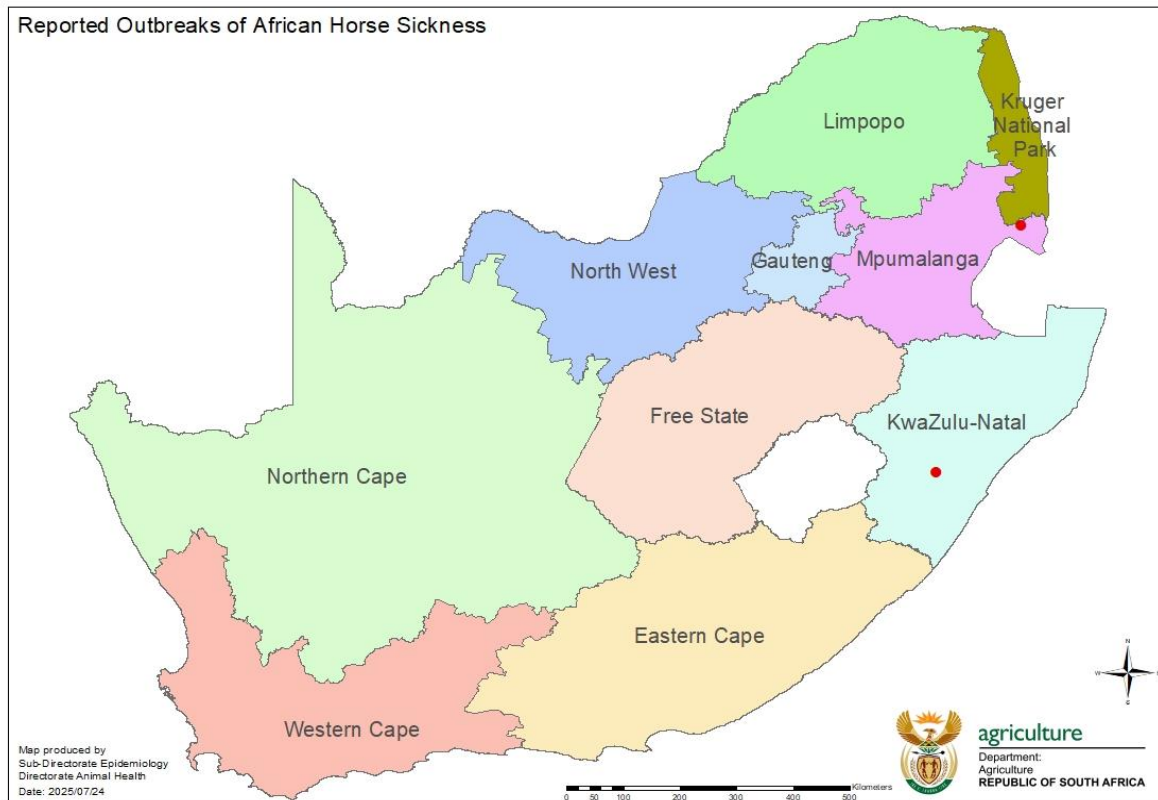 Reported Outbreaks of African Horse Sickness
Limpopo
Kruger
National
Park
North West
Gauteng
Mpumalanga
Free State
KwaZulu-Natal
Northern Cape
Eastern Cape
Western Cape
N
W
S
Map produced by
Sub-Directorate Epidemiology
Directorate Animal Health
Date: 2025/07/24
Kilometers
0 50 100 200 300 400 500
agriculture
Department:
Agriculture
REPUBLIC OF SOUTH AFRICA